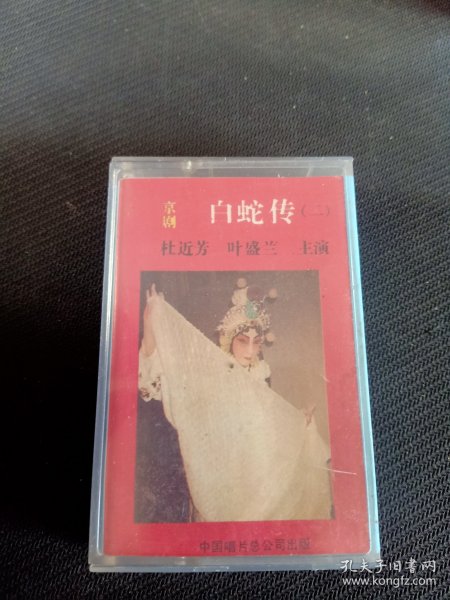 京剧 白蛇传(二)
杜近芳 叶盛兰 主演
中国唱片总公司出版
孔夫子旧书网
www.kongfz.com